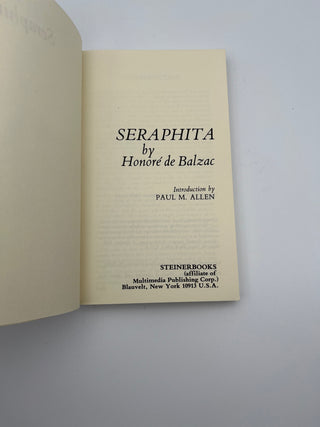 SERAPHITA
by
Honoré de Balzac
Introduction by
PAUL M. ALLEN
STEINERBOOKS
(affiliate of
Multimedia Publishing Corp.)
Blauvelt, New York 10913 U.S.A.